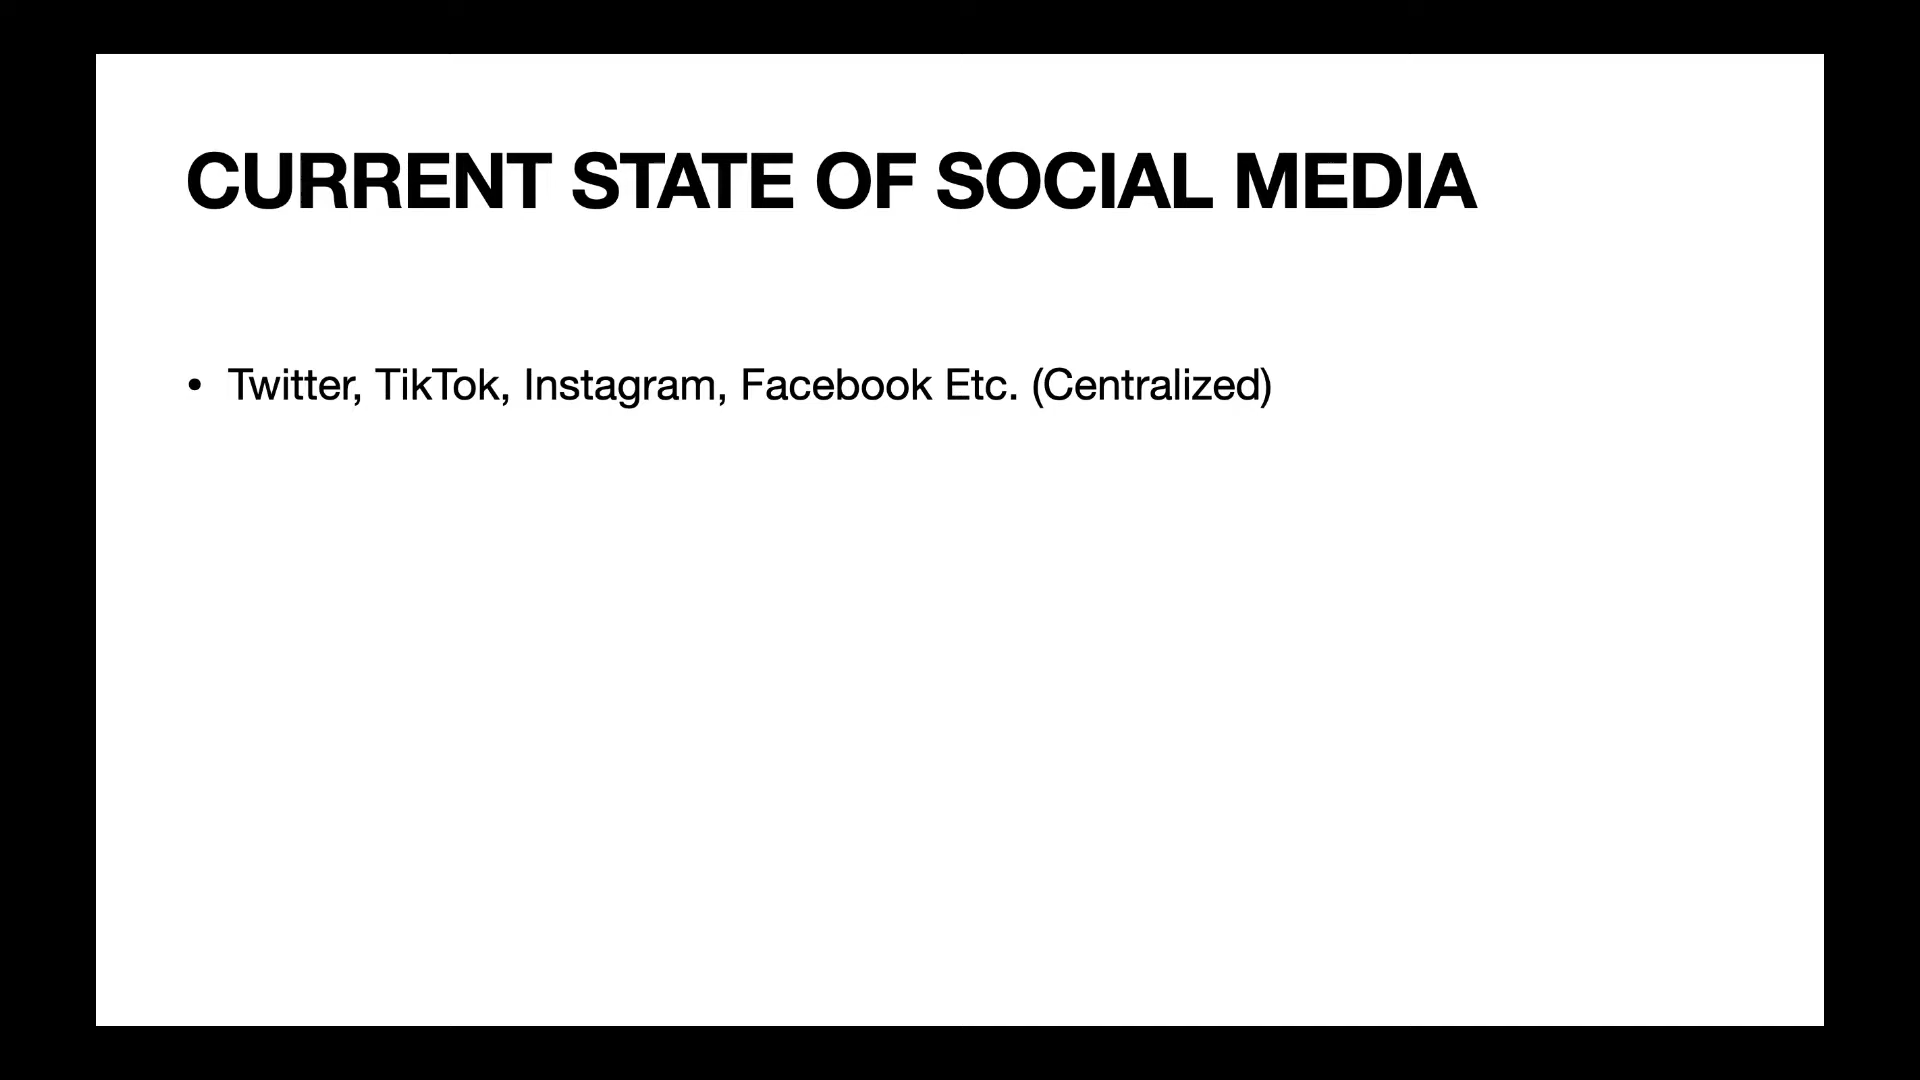 CURRENT STATE OF SOCIAL MEDIA
• Twitter, TikTok, Instagram, Facebook Etc. (Centralized)